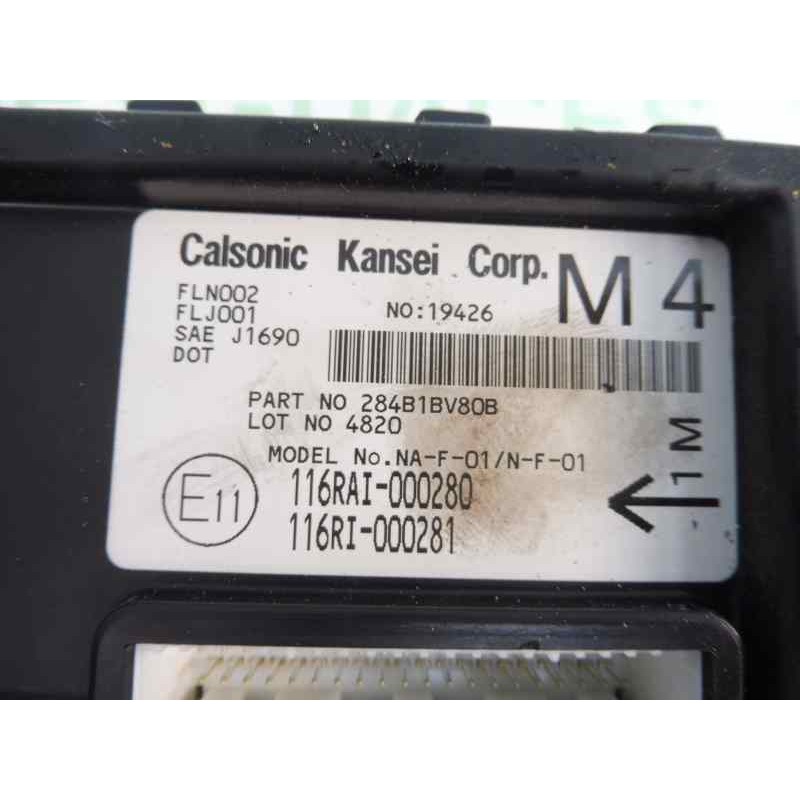 Calsonic Kansei Corp. M4
FLN002
FLJ001 NO:19426
SAE J1690
DOT
PART NO 284B1BV80B
LOT NO 4820
MODEL No.NA-F-01/N-F-01
E11 116RAI-000280
116RI-000281
1M